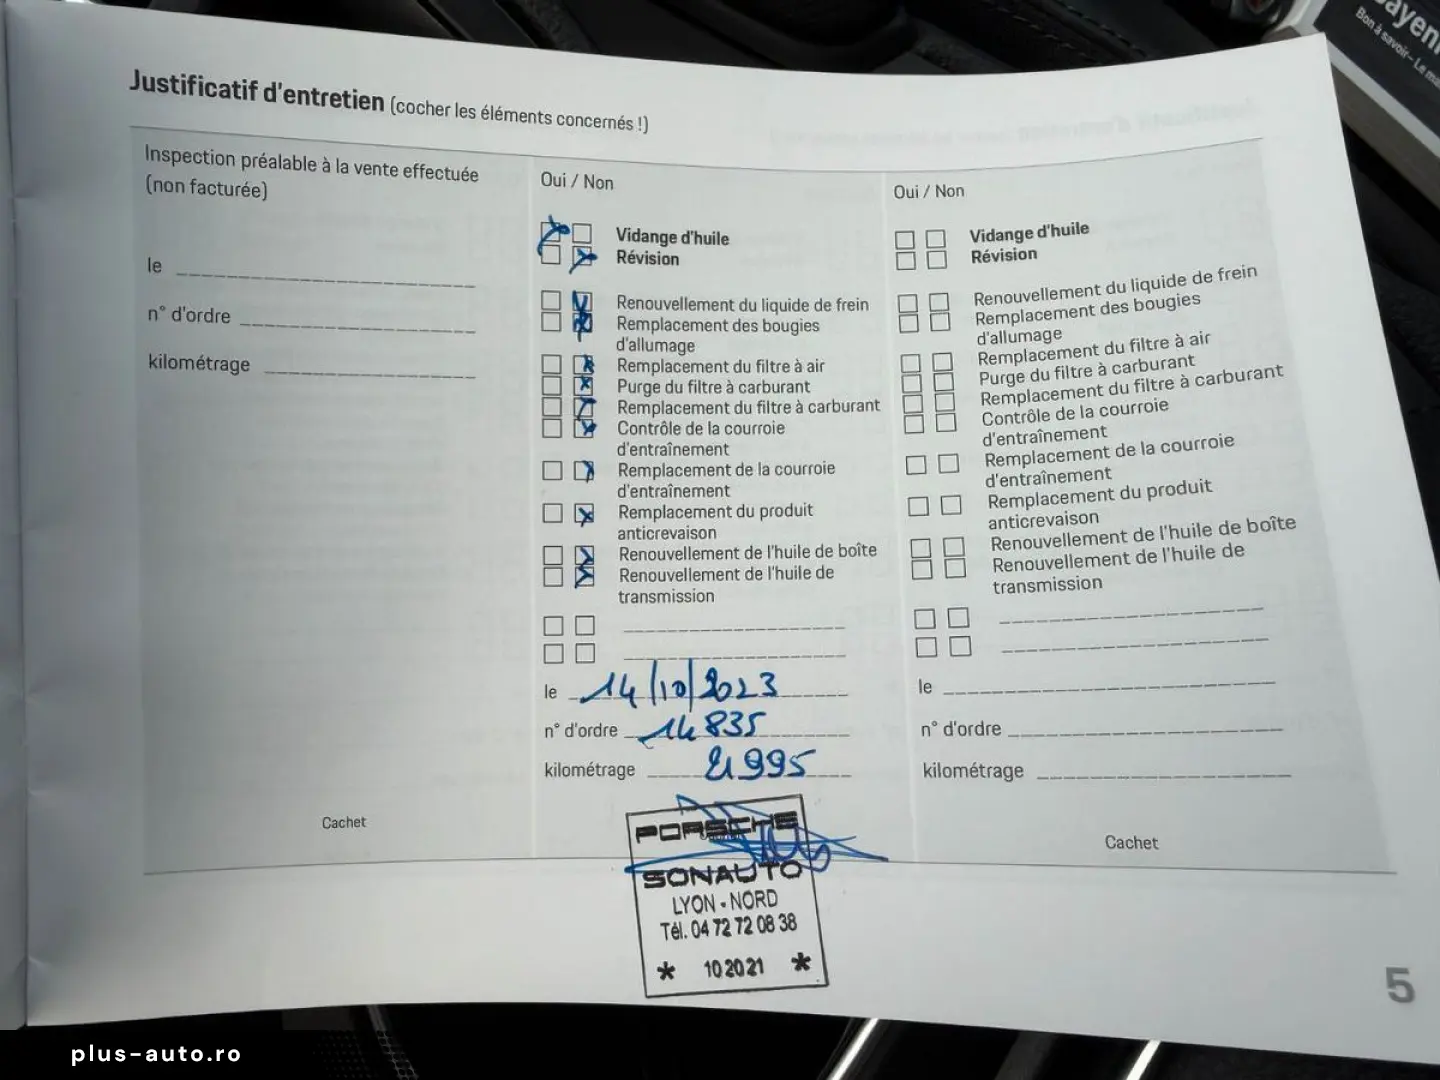 Justificatif d'entretien (cocher les éléments concernés !)
Inspection préalable à la vente effectuée
(non facturée)
le
n° d'ordre
kilométrage
Cachet
Oui / Non
Vidange d'huile
Révision
Renouvellement du liquide de frein
Remplacement des bougies
d'allumage
Remplacement du filtre à air
Purge du filtre à carburant
Remplacement du filtre à carburant
Contrôle de la courroie
d'entraînement
Remplacement de la courroie
d'entraînement
Remplacement du produit
anticrevaison
Renouvellement de l'huile de boîte
Renouvellement de l'huile de
transmission
le 14/10/2023
n° d'ordre 14835
kilométrage 21995
PORSCHE
SONAUTO
LYON - NORD
Tél. 04 72 72 08 38
* 102021 *
Oui / Non
Vidange d'huile
Révision
Renouvellement du liquide de frein
Remplacement des bougies
d'allumage
Remplacement du filtre à air
Purge du filtre à carburant
Remplacement du filtre à carburant
Contrôle de la courroie
d'entraînement
Remplacement de la courroie
d'entraînement
Remplacement du produit
anticrevaison
Renouvellement de l'huile de boîte
Renouvellement de l'huile de
transmission
le
n° d'ordre
kilométrage
Cachet
5
Bon à savoir – Le
plus-auto.ro